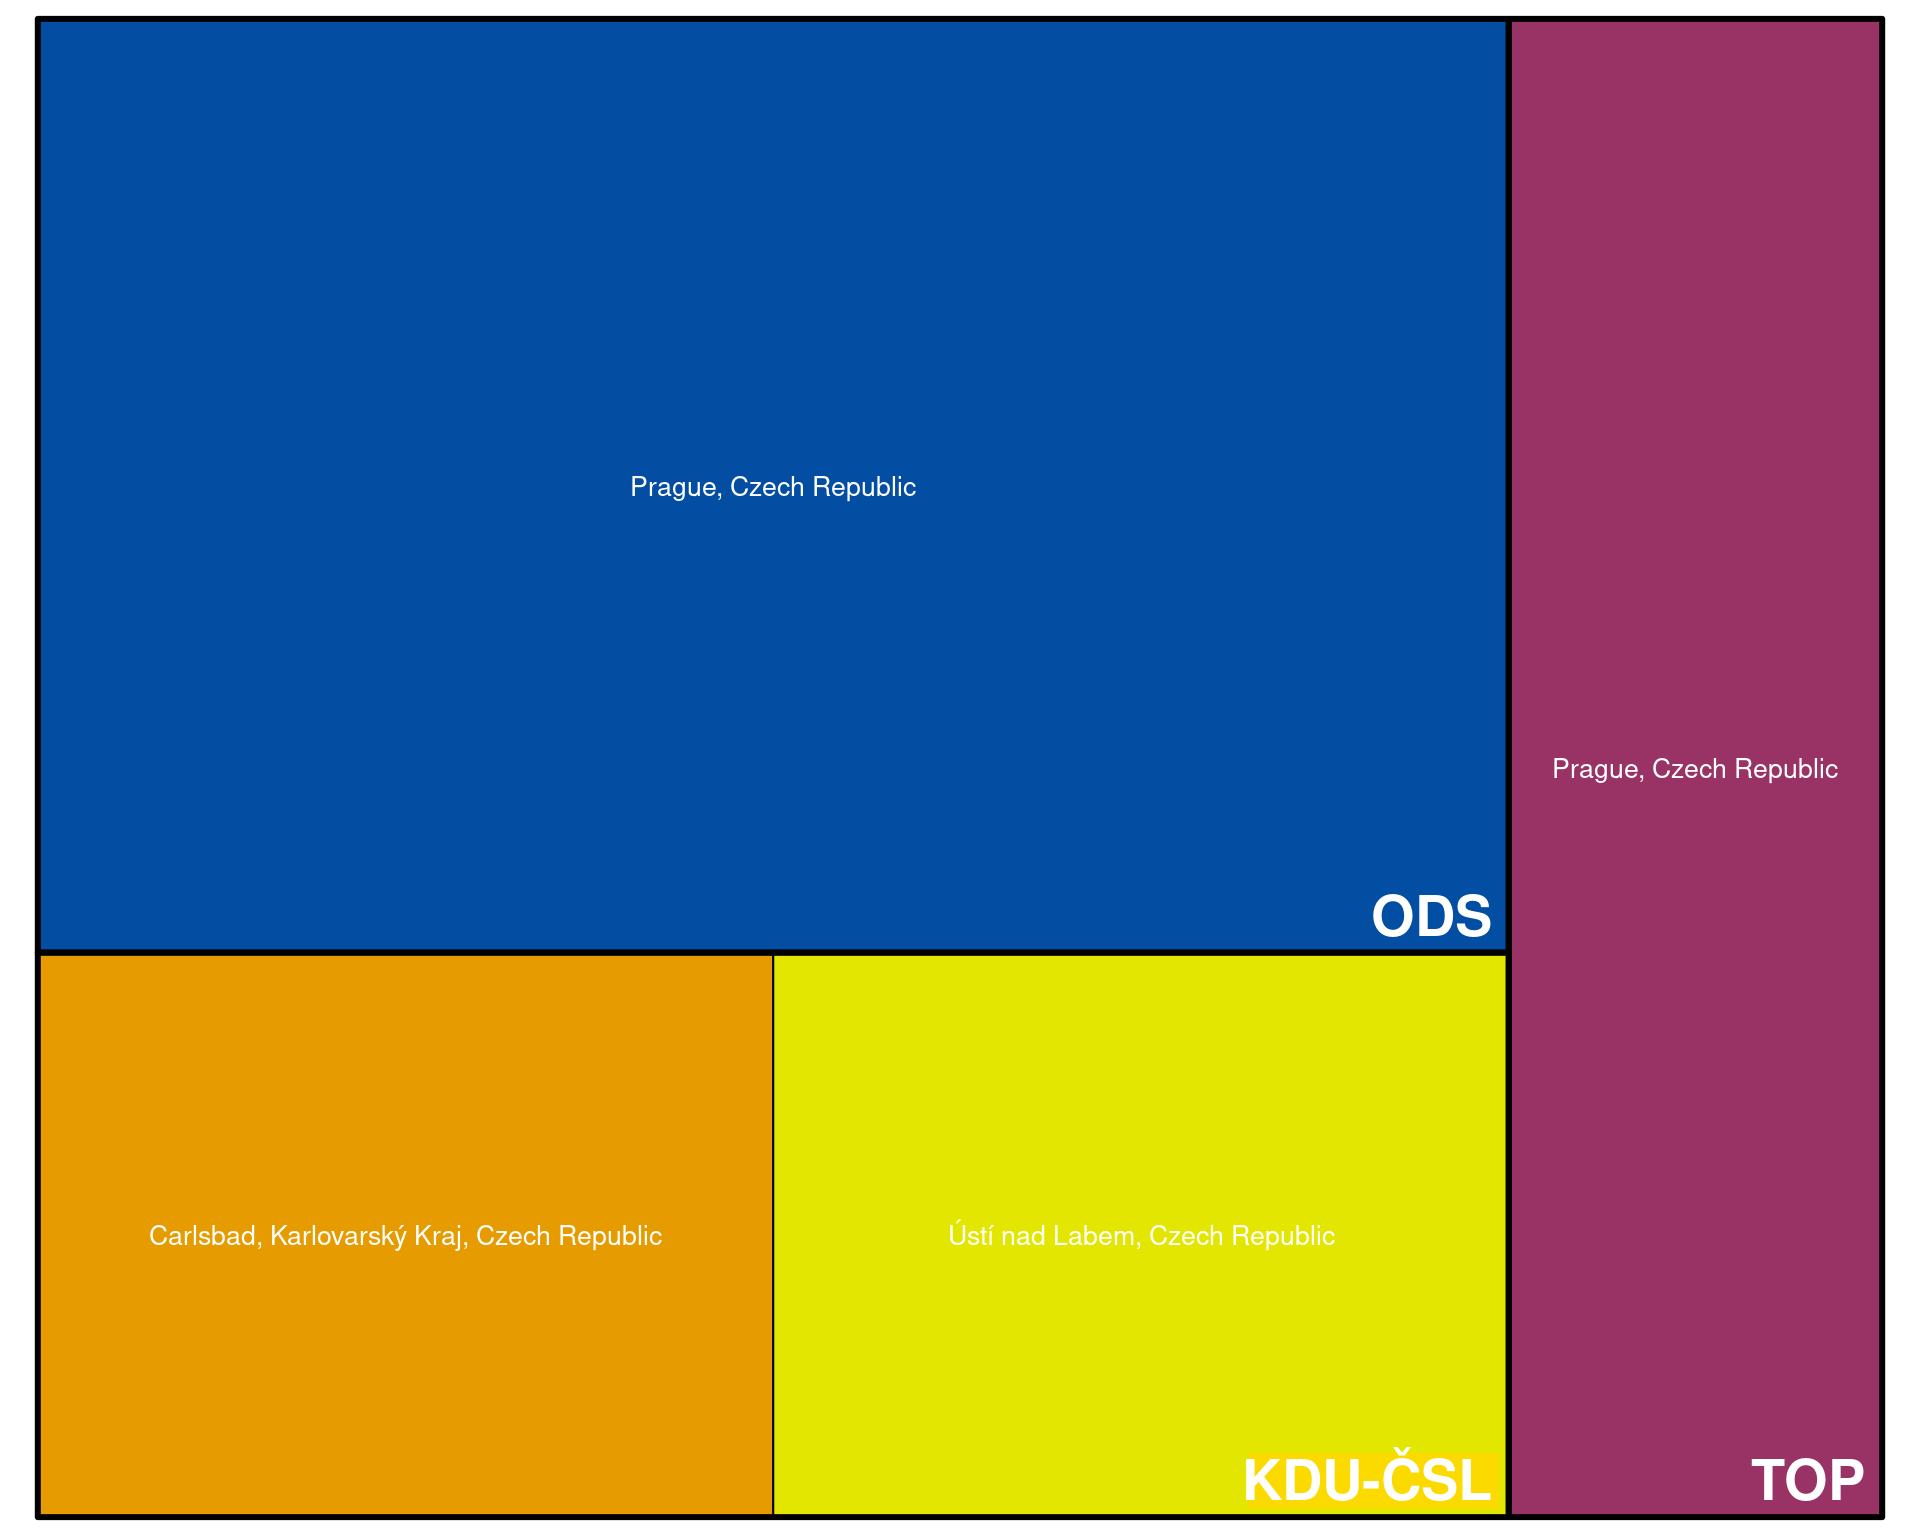 Prague, Czech Republic
ODS
Prague, Czech Republic
Carlsbad, Karlovarský Kraj, Czech Republic
Ústí nad Labem, Czech Republic
KDU-ČSL
TOP